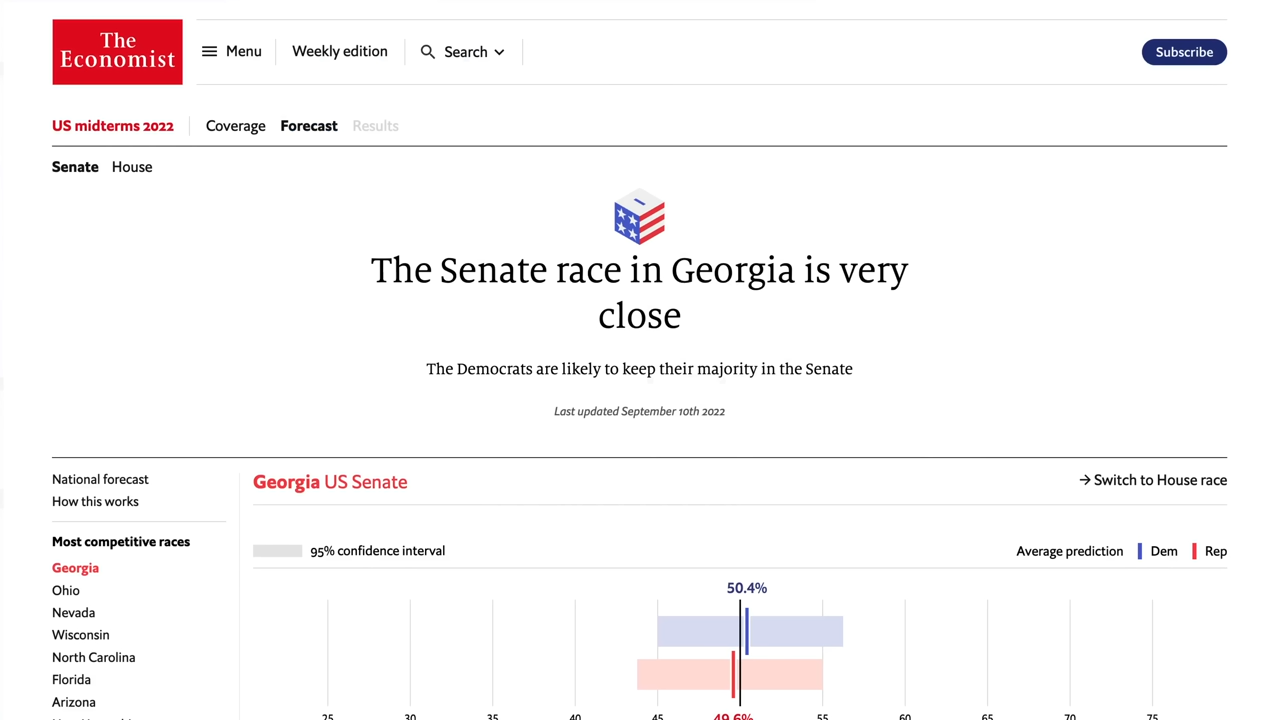 The
Economist
Menu
Weekly edition
Search
Subscribe
US midterms 2022
Coverage
Forecast
Results
Senate
House
The Senate race in Georgia is very
close
The Democrats are likely to keep their majority in the Senate
Last updated September 10th 2022
National forecast
How this works
Most competitive races
Georgia
Ohio
Nevada
Wisconsin
North Carolina
Florida
Arizona
Georgia US Senate
→ Switch to House race
95% confidence interval
Average prediction
Dem
Rep
50.4%
49.6%
25
30
35
40
45
55
60
65
70
75